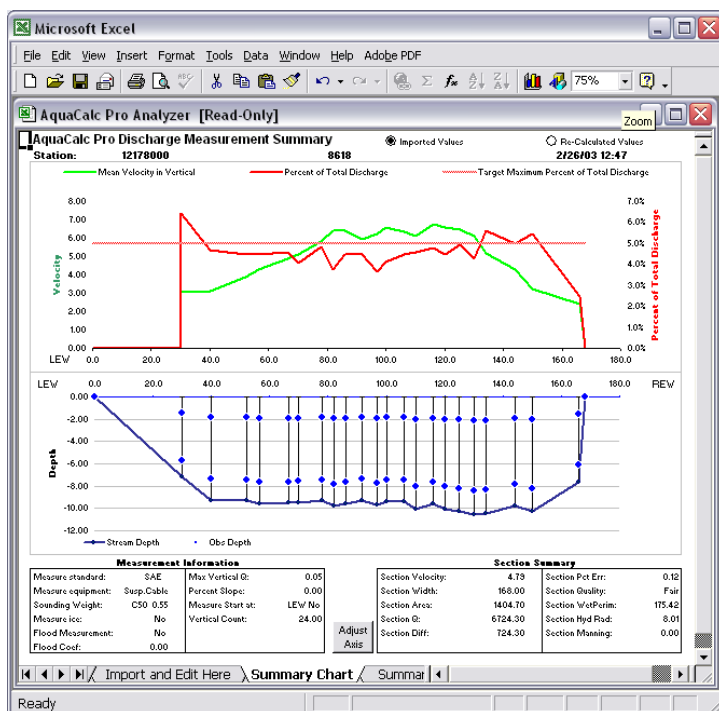 Microsoft Excel
File Edit View Insert Format Tools Data Window Help Adobe PDF
75%
AquaCalc Pro Analyzer [Read-Only]
Zoom
AquaCalc Pro Discharge Measurement Summary Imported Values Re-Calculated Values
Station: 12178000 8618 2/26/03 12:47
Mean Velocity in Vertical Percent of Total Discharge Target Maximum Percent of Total Discharge
8.00 7.0%
7.00 6.0%
6.00 5.0%
5.00 4.0%
4.00 3.0%
3.00 2.0%
2.00 1.0%
1.00 0.0%
0.00
Velocity
Percent of Total Discharge
LEW 0.0 20.0 40.0 60.0 80.0 100.0 120.0 140.0 160.0 180.0
LEW 0.0 20.0 40.0 60.0 80.0 100.0 120.0 140.0 160.0 180.0 REW
0.00
-2.00
-4.00
-6.00
-8.00
-10.00
-12.00
Depth
Stream Depth Obs Depth
Measurement Information Section Summary
Measure standard: SAE Max Vertical Q: 0.05 Section Velocity: 4.79 Section Pct Err: 0.12
Measure equipment: Susp.Cable Percent Slope: 0.00 Section Width: 168.00 Section Quality: Fair
Sounding Weight: C50 0.55 Measure Start at: LEW No Section Area: 1404.70 Section WetPerim: 175.42
Measure ice: No Vertical Count: 24.00 Section Q: 6724.30 Section Hyd Rad: 8.01
Flood Measurement: No Section Diff: 724.30 Section Manning: 0.00
Flood Coef: 0.00
Adjust
Axis
Import and Edit Here Summary Chart Summar
Ready